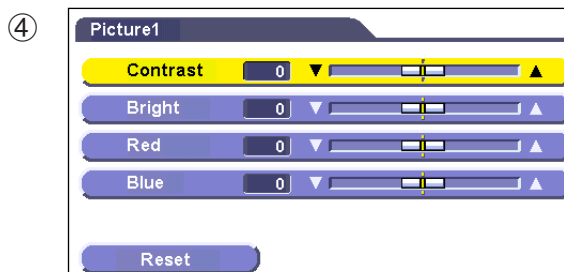 ④
Picture1
Contrast 0
Bright 0
Red 0
Blue 0
Reset